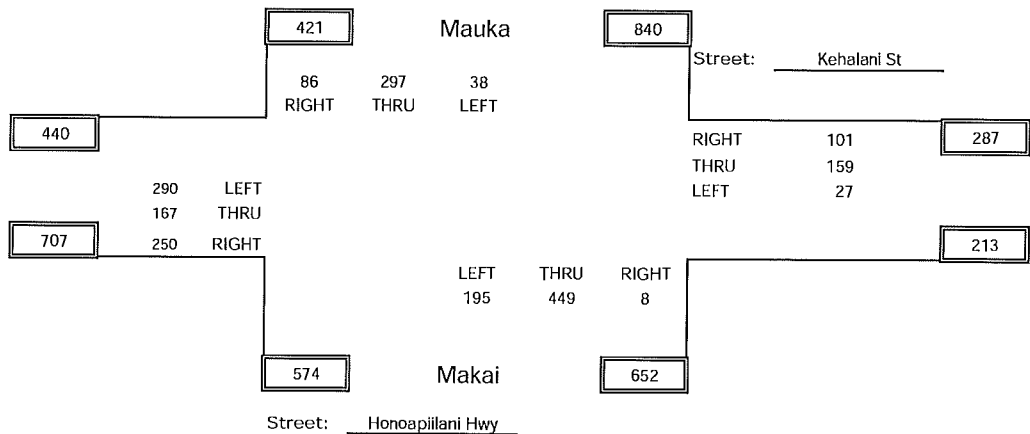 421 Mauka 840
Street: Kehalani St
86 297 38
RIGHT THRU LEFT
440
RIGHT 101
287
THRU 159
LEFT 27
290 LEFT
167 THRU
707
250 RIGHT
213
LEFT THRU RIGHT
195 449 8
574 Makai 652
Street: Honoapiilani Hwy